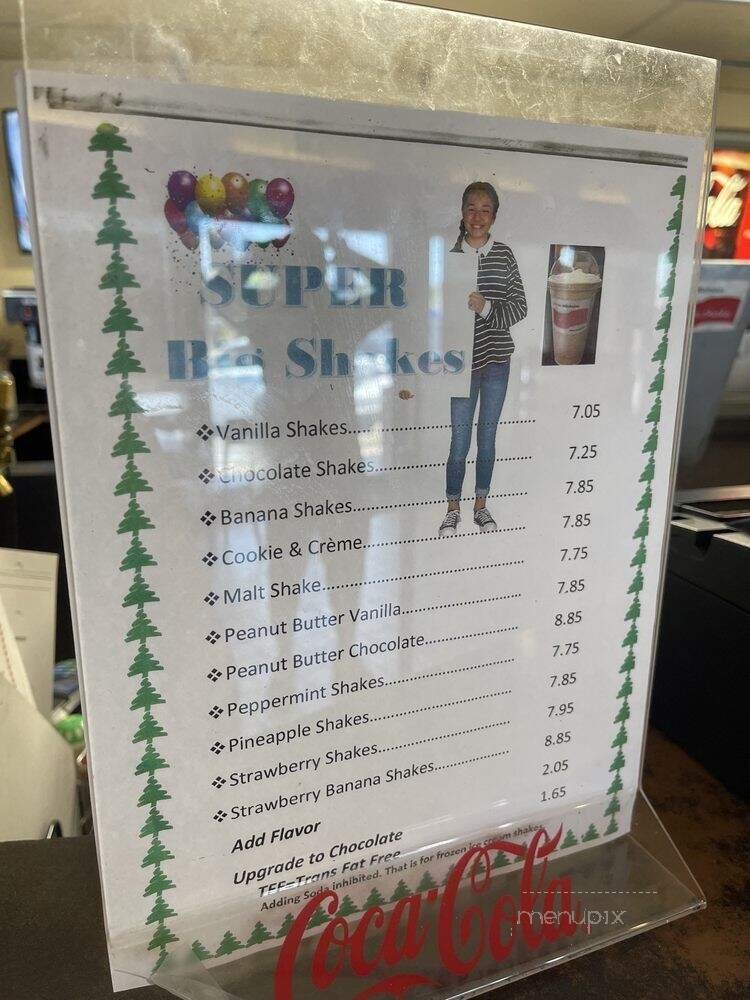 SUPER
Big Shakes
❖Vanilla Shakes.................................... 7.05
❖Chocolate Shakes............................... 7.25
❖Banana Shakes................................... 7.85
❖Cookie & Crème................................. 7.85
❖Malt Shake........................................ 7.75
❖Peanut Butter Vanilla........................ 7.85
❖Peanut Butter Chocolate................... 8.85
❖Peppermint Shakes........................... 7.75
❖Pineapple Shakes.............................. 7.85
❖Strawberry Shakes............................ 7.95
❖Strawberry Banana Shakes................ 8.85
Add Flavor 2.05
Upgrade to Chocolate 1.65
TFF=Trans Fat Free
Adding Soda inhibited. That is for frozen ice cream shakes
Coca-Cola
menupix